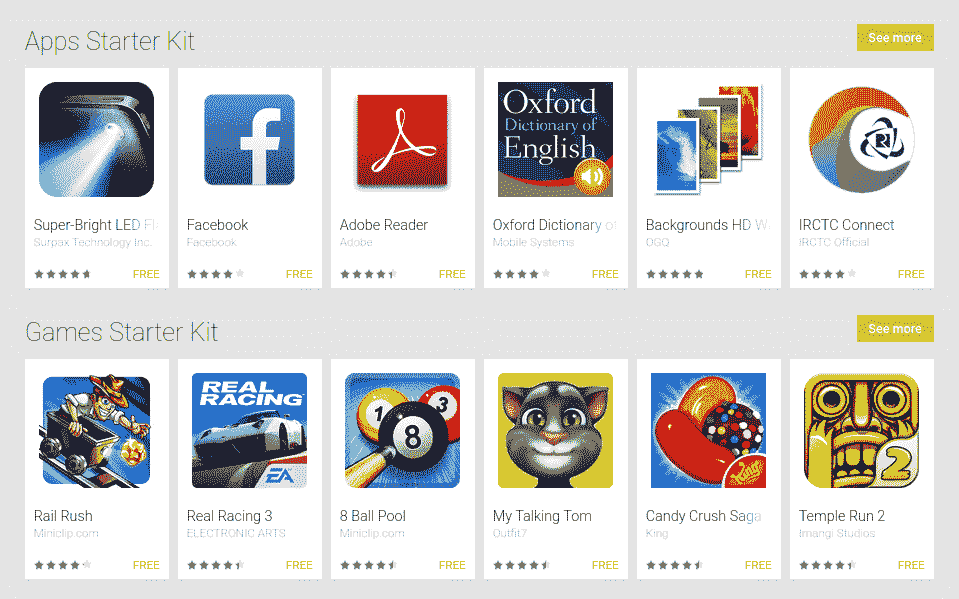 Apps Starter Kit
See more
Oxford
Dictionary of
English
Super-Bright LED Fl
Surpax Technology Inc.
FREE
Facebook
Facebook
FREE
Adobe Reader
Adobe
FREE
Oxford Dictionary o
Mobile Systems
FREE
Backgrounds HD W
OGQ
FREE
IRCTC Connect
IRCTC Official
FREE
Games Starter Kit
See more
REAL
RACING
EA
1
3
8
2
Rail Rush
Miniclip.com
FREE
Real Racing 3
ELECTRONIC ARTS
FREE
8 Ball Pool
Miniclip.com
FREE
My Talking Tom
Outfit7
FREE
Candy Crush Saga
King
FREE
Temple Run 2
Imangi Studios
FREE